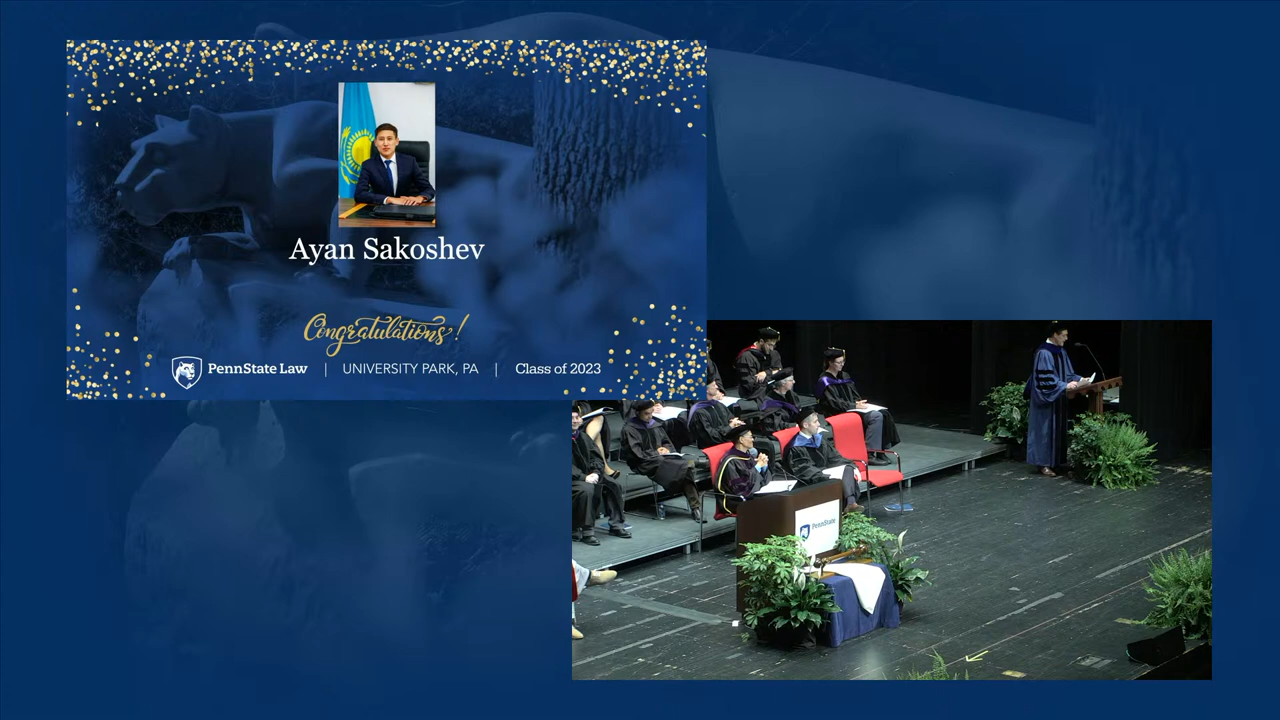 Ayan Sakoshev
Congratulations!
PennState Law | UNIVERSITY PARK, PA | Class of 2023
PennState